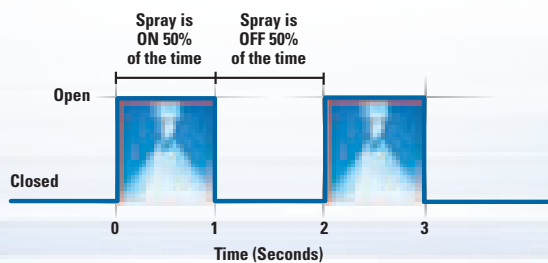 Spray is
ON 50%
of the time
Spray is
OFF 50%
of the time
Open
Closed
0 1 2 3
Time (Seconds)